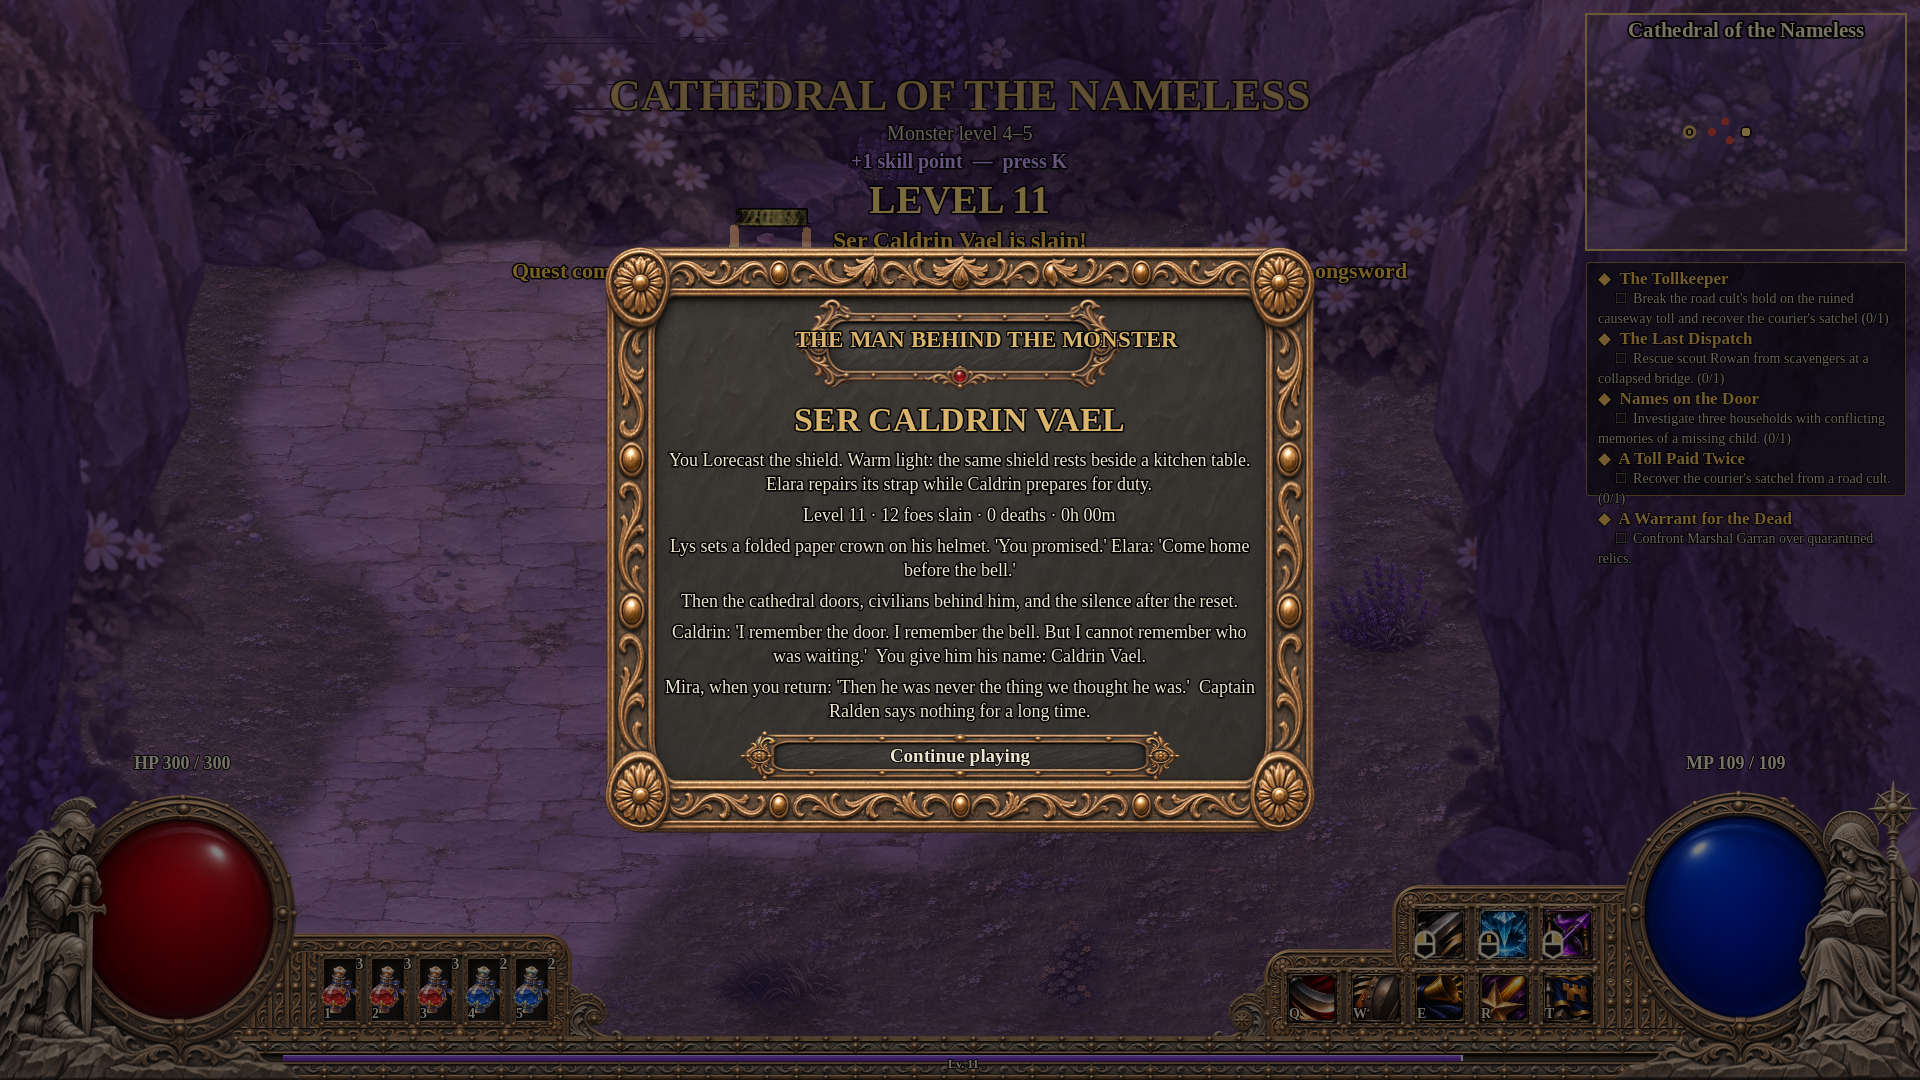 Cathedral of the Nameless
CATHEDRAL OF THE NAMELESS
Monster level 4–5
+1 skill point — press K
LEVEL 11
Ser Caldrin Vael is slain!
Quest com
ongsword
THE MAN BEHIND THE MONSTER
SER CALDRIN VAEL
You Lorecast the shield. Warm light: the same shield rests beside a kitchen table.
Elara repairs its strap while Caldrin prepares for duty.
Level 11 · 12 foes slain · 0 deaths · 0h 00m
Lys sets a folded paper crown on his helmet. 'You promised.' Elara: 'Come home
before the bell.'
Then the cathedral doors, civilians behind him, and the silence after the reset.
Caldrin: 'I remember the door. I remember the bell. But I cannot remember who
was waiting.' You give him his name: Caldrin Vael.
Mira, when you return: 'Then he was never the thing we thought he was.' Captain
Ralden says nothing for a long time.
Continue playing
◆ The Tollkeeper
☐ Break the road cult's hold on the ruined
causeway toll and recover the courier's satchel (0/1)
◆ The Last Dispatch
☐ Rescue scout Rowan from scavengers at a
collapsed bridge. (0/1)
◆ Names on the Door
☐ Investigate three households with conflicting
memories of a missing child. (0/1)
◆ A Toll Paid Twice
☐ Recover the courier's satchel from a road cult.
(0/1)
◆ A Warrant for the Dead
☐ Confront Marshal Garran over quarantined
relics.
HP 300 / 300
MP 109 / 109
3 3 3 2 2
1 2 3 4 5
Q W E R T
Lv. 11